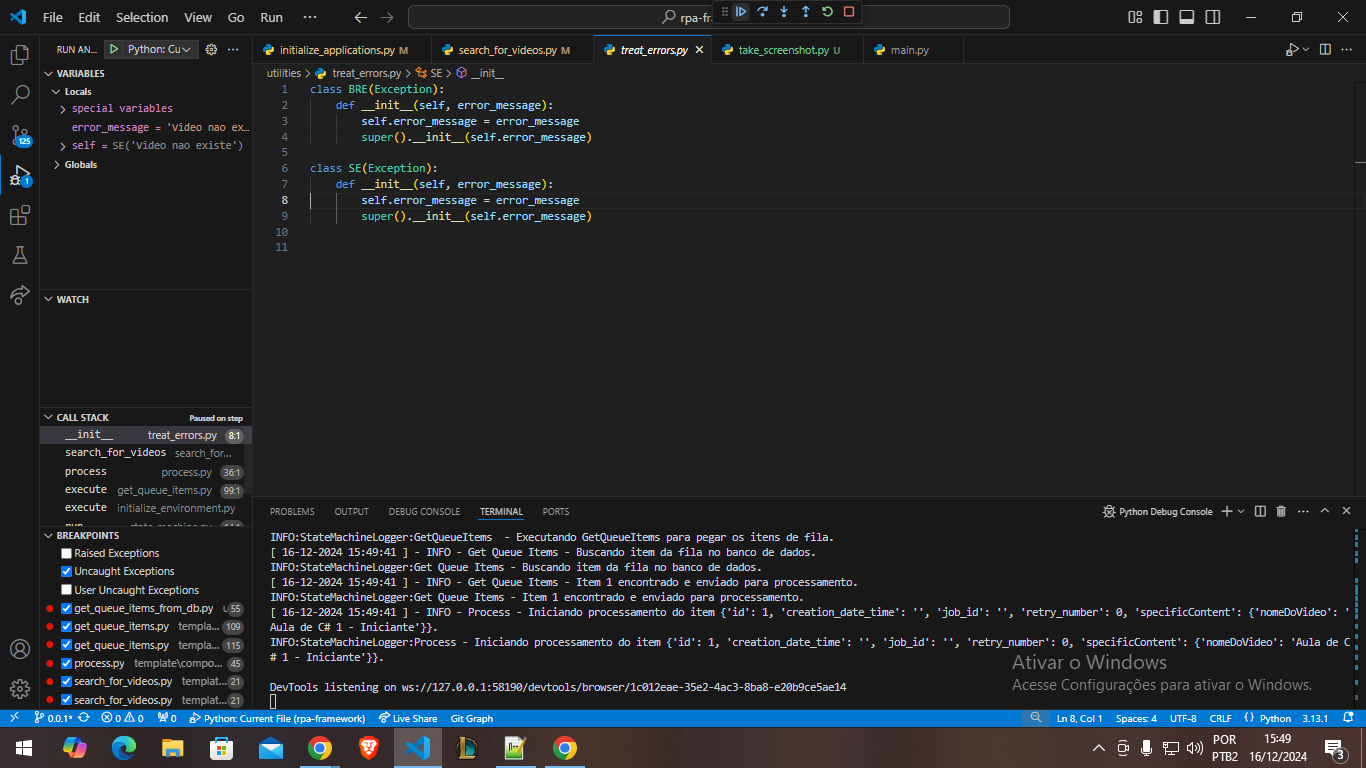 File Edit Selection View Go Run ··· rpa-fr
RUN AN... Python: Cu ···
initialize_applications.py M search_for_videos.py M treat_errors.py take_screenshot.py U main.py
utilities > treat_errors.py > SE > __init__
VARIABLES
Locals
special variables
error_message = 'Video nao ex...
self = SE('Video nao existe')
Globals
WATCH
CALL STACK Paused on step
__init__ treat_errors.py 8:1
search_for_videos search_for...
process process.py 36:1
execute get_queue_items.py 99:1
execute initialize_environment.py
BREAKPOINTS
Raised Exceptions
Uncaught Exceptions
User Uncaught Exceptions
get_queue_items_from_db.py u 55
get_queue_items.py templa... 109
get_queue_items.py templa... 115
process.py template\compo... 45
search_for_videos.py templat... 21
search_for_videos.py templat... 21
1 class BRE(Exception):
2 def __init__(self, error_message):
3 self.error_message = error_message
4 super().__init__(self.error_message)
5
6 class SE(Exception):
7 def __init__(self, error_message):
8 self.error_message = error_message
9 super().__init__(self.error_message)
10
11
PROBLEMS OUTPUT DEBUG CONSOLE TERMINAL PORTS Python Debug Console
INFO:StateMachineLogger:GetQueueItems - Executando GetQueueItems para pegar os itens de fila.
[ 16-12-2024 15:49:41 ] - INFO - Get Queue Items - Buscando item da fila no banco de dados.
INFO:StateMachineLogger:Get Queue Items - Buscando item da fila no banco de dados.
[ 16-12-2024 15:49:41 ] - INFO - Get Queue Items - Item 1 encontrado e enviado para processamento.
INFO:StateMachineLogger:Get Queue Items - Item 1 encontrado e enviado para processamento.
[ 16-12-2024 15:49:41 ] - INFO - Process - Iniciando processamento do item {'id': 1, 'creation_date_time': '', 'job_id': '', 'retry_number': 0, 'specificContent': {'nomeDoVideo': '
Aula de C# 1 - Iniciante'}}.
INFO:StateMachineLogger:Process - Iniciando processamento do item {'id': 1, 'creation_date_time': '', 'job_id': '', 'retry_number': 0, 'specificContent': {'nomeDoVideo': 'Aula de C
# 1 - Iniciante'}}.
DevTools listening on ws://127.0.0.1:58190/devtools/browser/1c012eae-35e2-4ac3-8ba8-e20b9ce5ae14
Ativar o Windows
Acesse Configurações para ativar o Windows.
125
1
0.0.1* 0 0 0 Python: Current File (rpa-framework) Live Share Git Graph Ln 8, Col 1 Spaces: 4 UTF-8 CRLF Python 3.13.1
POR
PTB2
15:49
16/12/2024
3